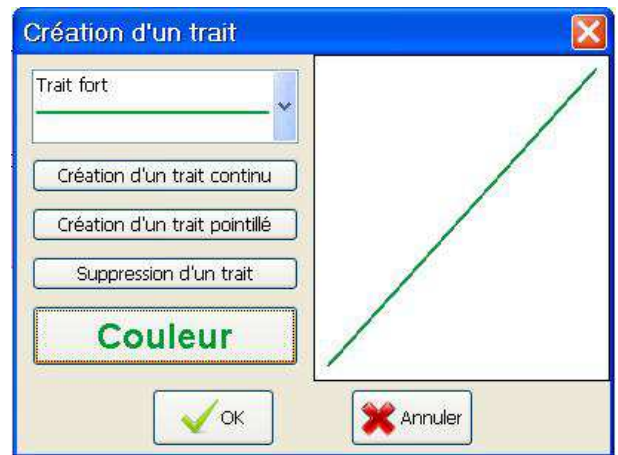 Création d'un trait
Trait fort
Création d'un trait continu
Création d'un trait pointillé
Suppression d'un trait
Couleur
OK
Annuler